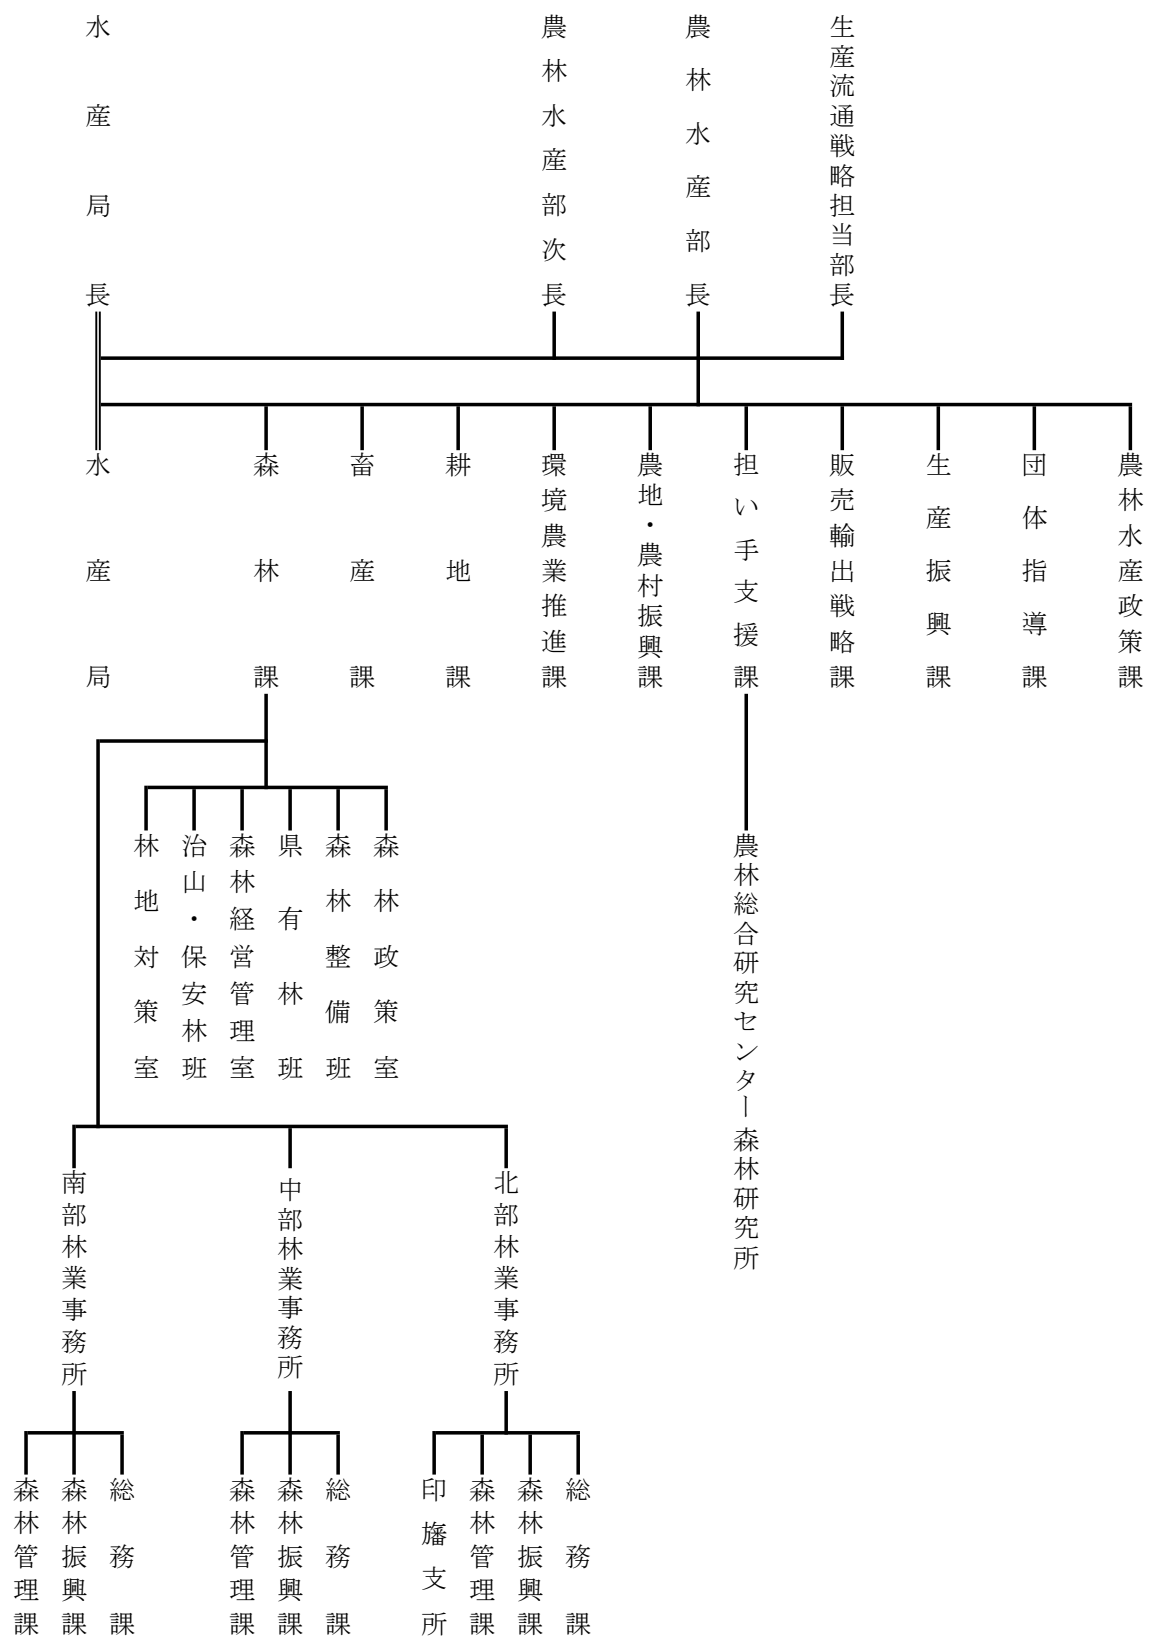 生産流通戦略担当部長
農林水産部長
農林水産部次長
水産局長
農林水産政策課
団体指導課
生産振興課
販売輸出戦略課
担い手支援課
農地・農村振興課
環境農業推進課
耕地課
畜産課
森林課
水産局
農林総合研究センター森林研究所
森林政策室
森林整備班
県有林班
森林経営管理室
治山・保安林班
林地対策室
北部林業事務所
中部林業事務所
南部林業事務所
総務課
森林振興課
森林管理課
印旛支所
総務課
森林振興課
森林管理課
総務課
森林振興課
森林管理課